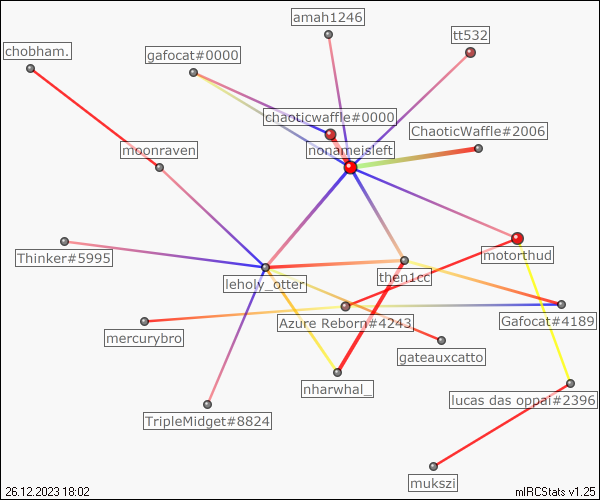 amah1246
tt532
chobham.
gafocat#0000
chaoticwaffle#0000
ChaoticWaffle#2006
moonraven
nonameisleft
Thinker#5995
motorthud
leholy_otter
then1cc
mercurybro
Azure Reborn#4243
Gafocat#4189
gateauxcatto
nharwhal_
lucas das oppai#2396
TripleMidget#8824
mukszi
26.12.2023 18:02
mIRCStats v1.25